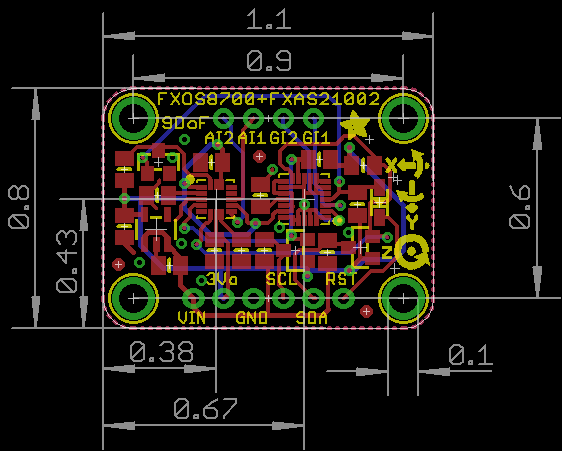 1.1
0.9
FXOS8700+FXAS21002
9DoF
AI2 AI1 GI2 GI1
X
Y
Z
0.8
0.43
0.6
3Vo SCL RST
VIN GND SDA
0.38
0.1
0.67